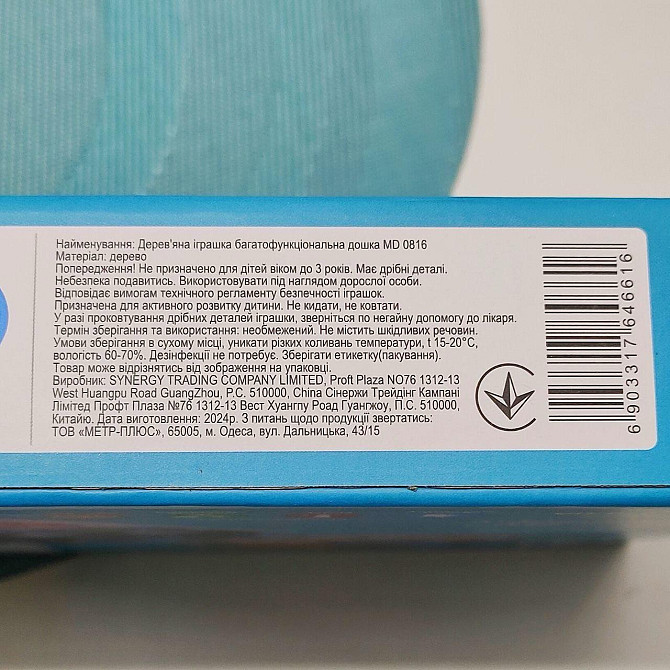 Найменування: Дерев'яна іграшка багатофункціональна дошка MD 0816
Матеріал: дерево
Попередження! Не призначено для дітей віком до 3 років. Має дрібні деталі.
Небезпека подавитись. Використовувати під наглядом дорослої особи.
Відповідає вимогам технічного регламенту безпечності іграшок.
Призначена для активного розвитку дитини. Не кидати, не ковтати.
У разі проковтування дрібних деталей іграшки, зверніться по негайну допомогу до лікаря.
Термін зберігання та використання: необмежений. Не містить шкідливих речовин.
Умови зберігання в сухому місці, уникати різких коливань температури, t 15-20°С,
вологість 60-70%. Дезінфекції не потребує. Зберігати етикетку(пакування).
Товар може відрізнятись від зображення на упаковці.
Виробник: SYNERGY TRADING COMPANY LIMITED, Proft Plaza NO76 1312-13
West Huangpu Road GuangZhou, P.C. 510000, China Сінержи Трейдінг Кампані
Лімітед Профт Плаза №76 1312-13 Вест Хуангпу Роад Гуангжоу, П.С. 510000,
Китайю. Дата виготовлення: 2024р. З питань щодо продукції звертатись:
ТОВ «МЕТР-ПЛЮС», 65005, м. Одеса, вул. Дальницька, 43/15
6 903317 646616